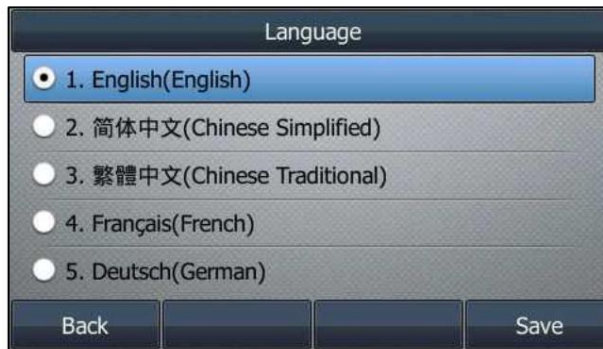 Language
1. English(English)
2. 简体中文(Chinese Simplified)
3. 繁體中文(Chinese Traditional)
4. Français(French)
5. Deutsch(German)
Back Save